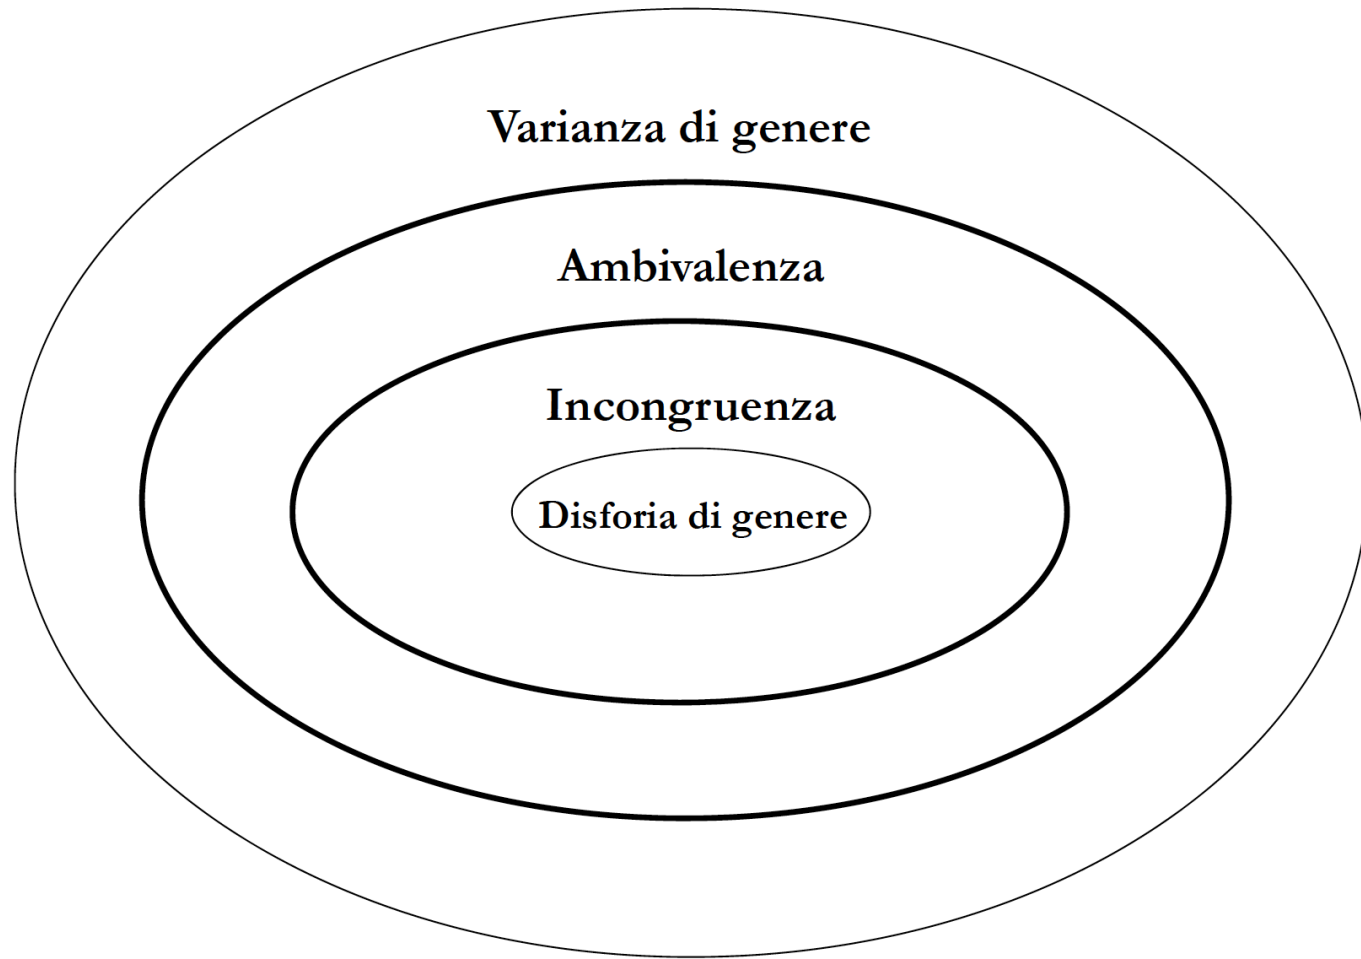 Varianza di genere
Ambivalenza
Incongruenza
Disforia di genere